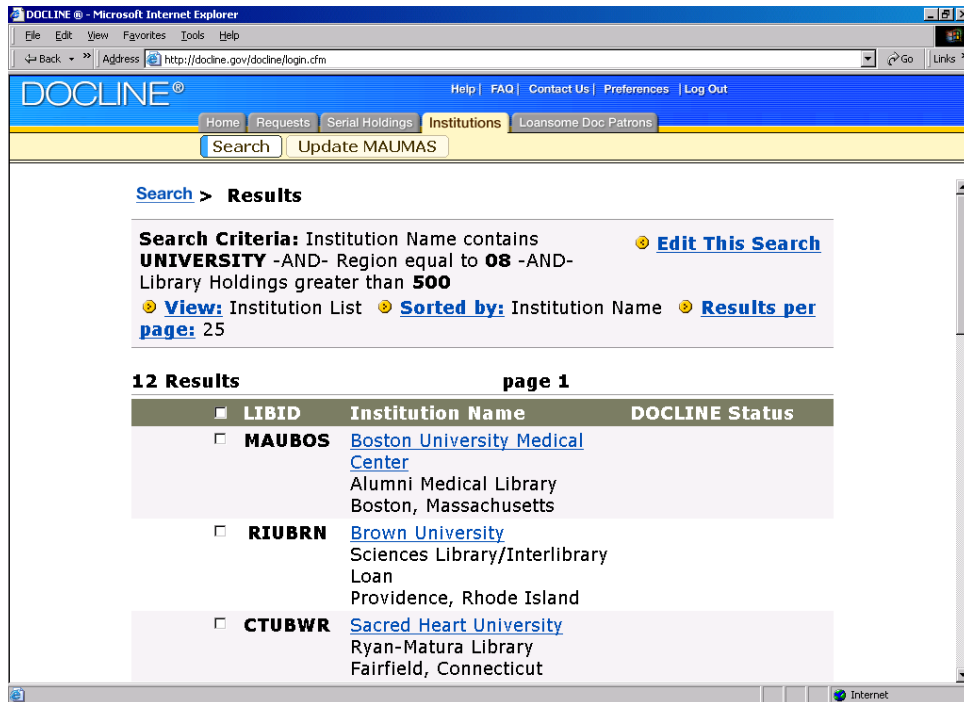 DOCLINE ® - Microsoft Internet Explorer
File Edit View Favorites Tools Help
Back » Address http://docline.gov/docline/login.cfm Go Links »
DOCLINE®
Help | FAQ | Contact Us | Preferences | Log Out
Home Requests Serial Holdings Institutions Loansome Doc Patrons
Search Update MAUMAS
Search > Results
Search Criteria: Institution Name contains
UNIVERSITY -AND- Region equal to 08 -AND-
Library Holdings greater than 500
Edit This Search
View: Institution List Sorted by: Institution Name Results per
page: 25
12 Results page 1
LIBID Institution Name DOCLINE Status
MAUBOS Boston University Medical
Center
Alumni Medical Library
Boston, Massachusetts
RIUBRN Brown University
Sciences Library/Interlibrary
Loan
Providence, Rhode Island
CTUBWR Sacred Heart University
Ryan-Matura Library
Fairfield, Connecticut
Internet